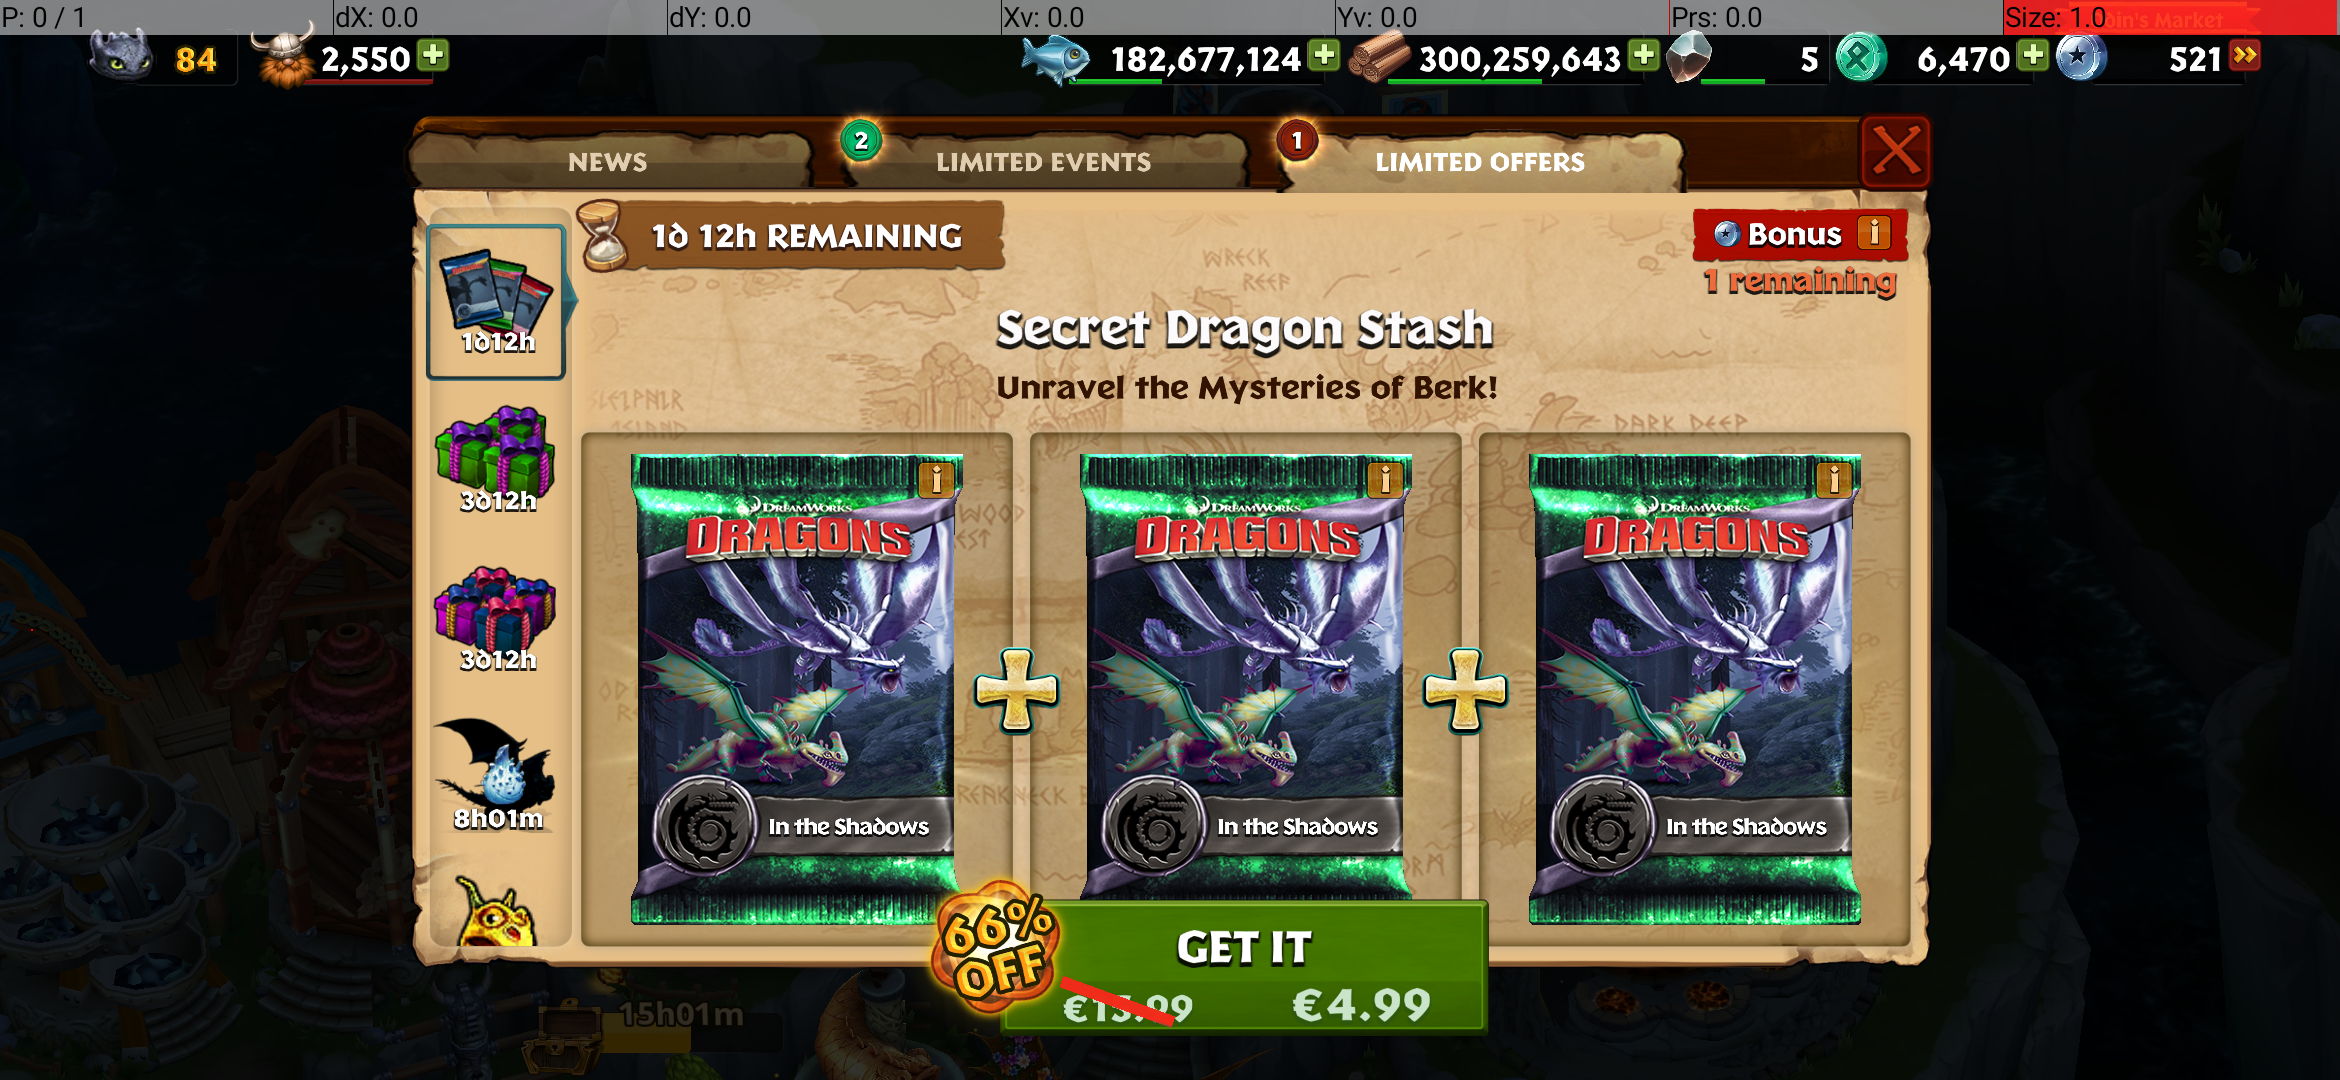 P: 0 / 1
dX: 0.0
dY: 0.0
Xv: 0.0
Yv: 0.0
Prs: 0.0
Size: 1.0
84
2,550
182,677,124
300,259,643
5
6,470
521
NEWS
2
LIMITED EVENTS
1
LIMITED OFFERS
1d 12h REMAINING
Bonus
1 remaining
1d12h
3d12h
3d12h
8h01m
Secret Dragon Stash
Unravel the Mysteries of Berk!
WRECK
REEF
DARK DEEP
DREAMWORKS
DRAGONS
In the Shadows
DREAMWORKS
DRAGONS
In the Shadows
DREAMWORKS
DRAGONS
In the Shadows
66%
OFF
GET IT
€4.99
15h01m